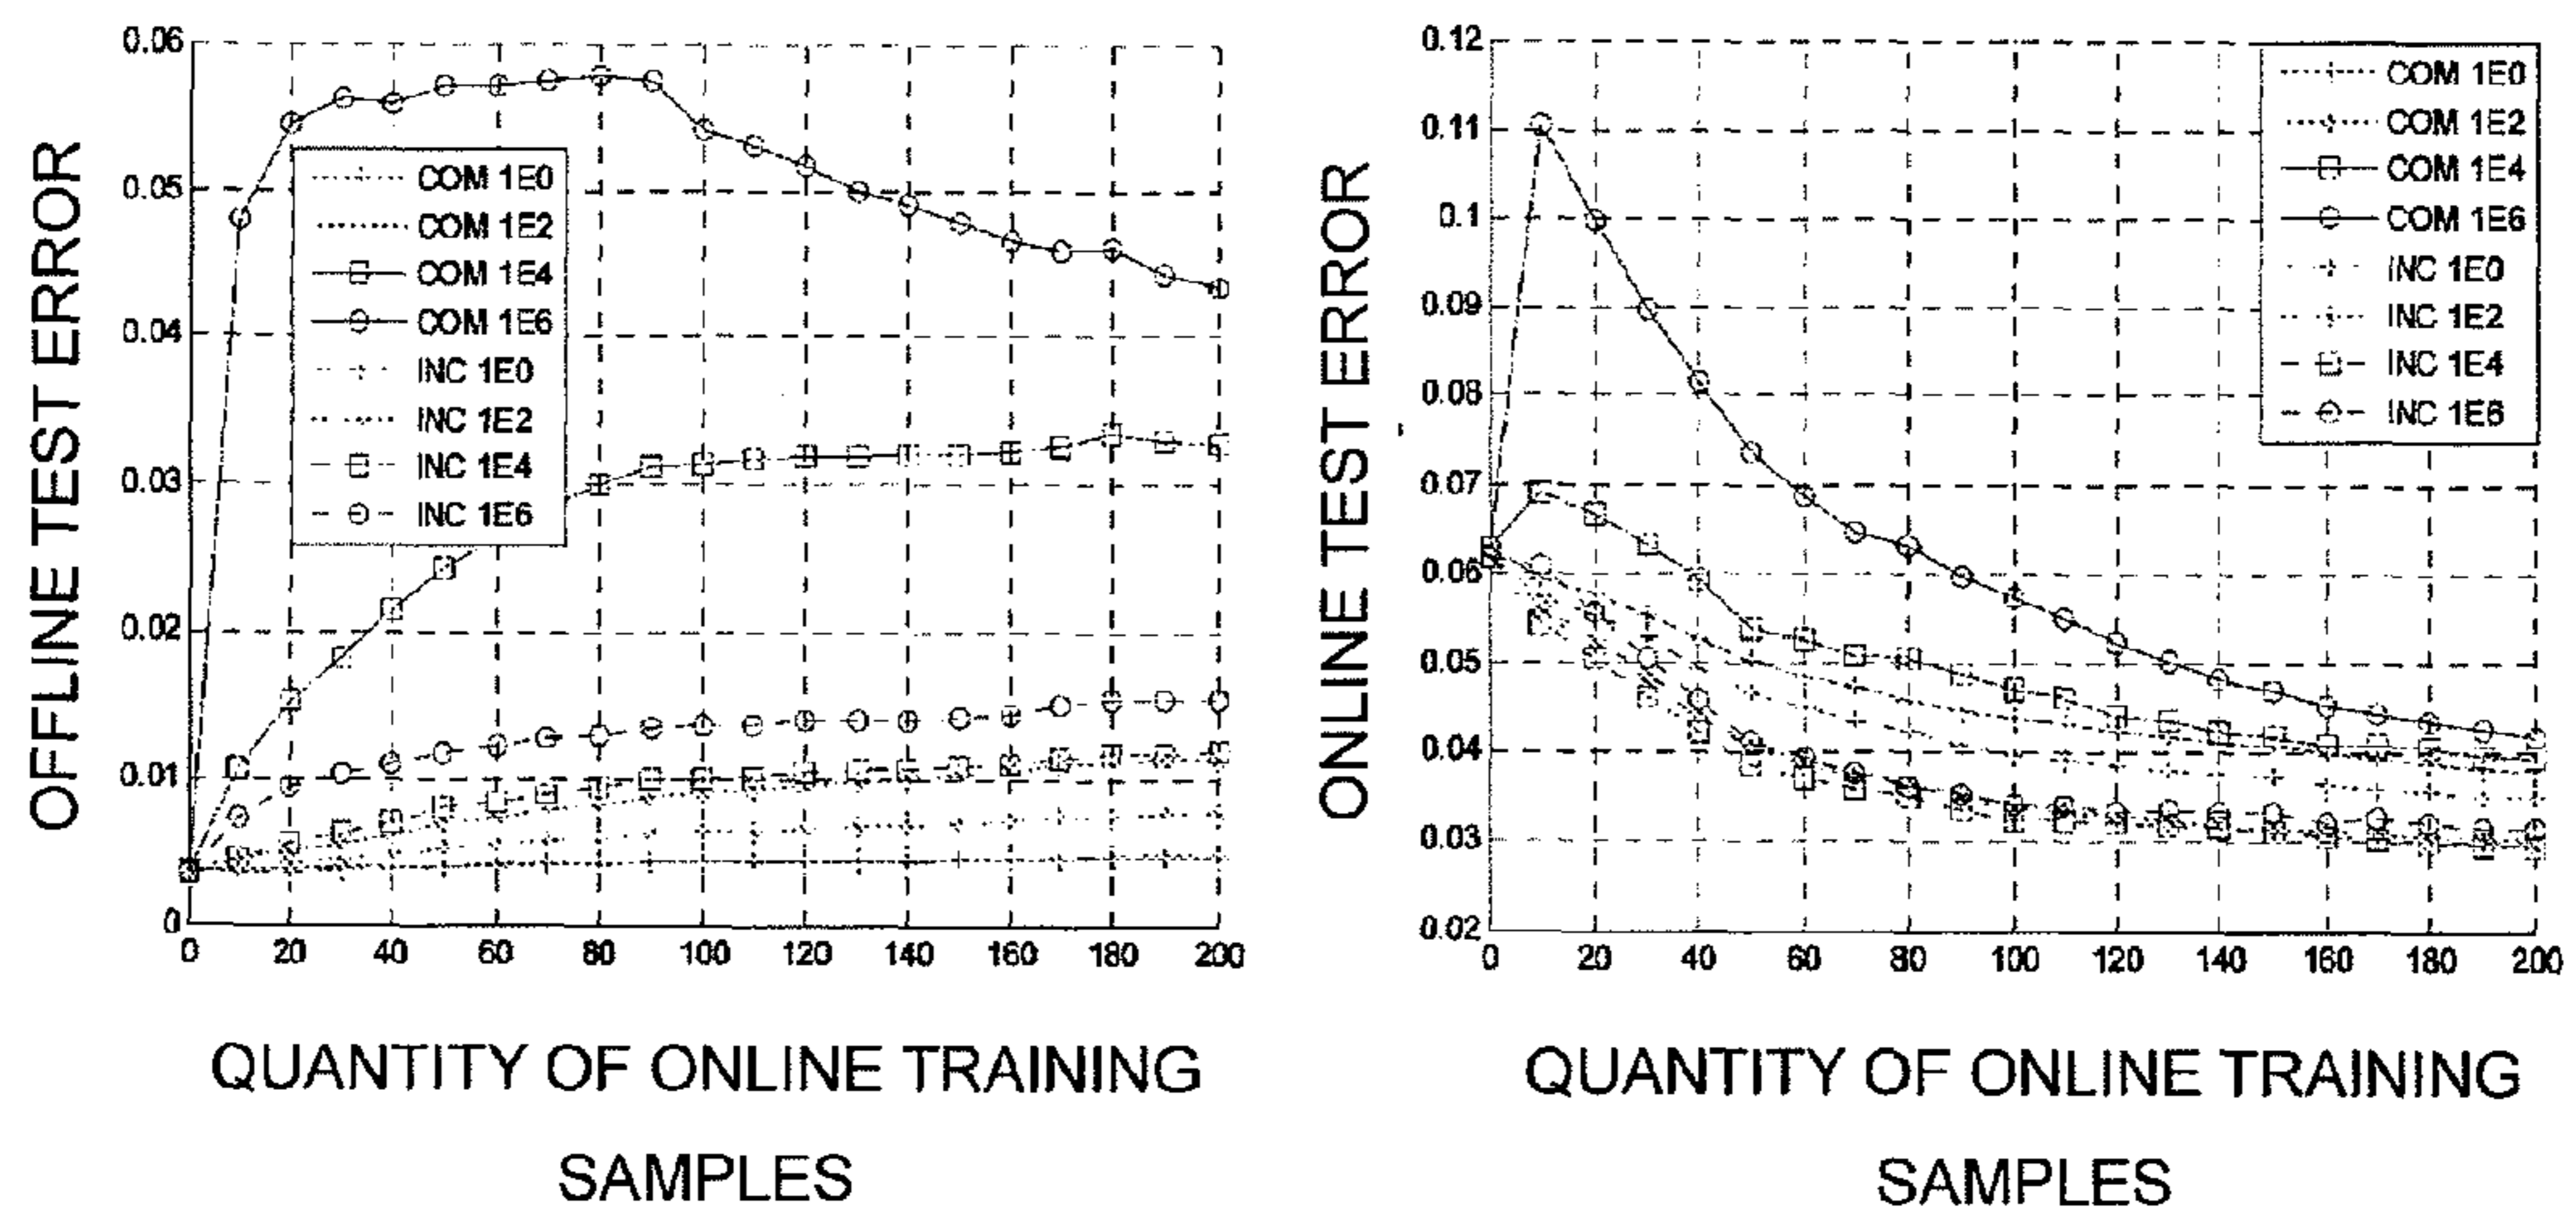 OFFLINE TEST ERROR
0.06
0.05
0.04
0.03
0.02
0.01
0
0 20 40 60 80 100 120 140 160 180 200
COM 1E0
COM 1E2
COM 1E4
COM 1E6
INC 1E0
INC 1E2
INC 1E4
INC 1E6
QUANTITY OF ONLINE TRAINING
SAMPLES
ONLINE TEST ERROR
0.12
0.11
0.1
0.09
0.08
0.07
0.06
0.05
0.04
0.03
0.02
0 20 40 60 80 100 120 140 160 180 200
COM 1E0
COM 1E2
COM 1E4
COM 1E6
INC 1E0
INC 1E2
INC 1E4
INC 1E6
QUANTITY OF ONLINE TRAINING
SAMPLES